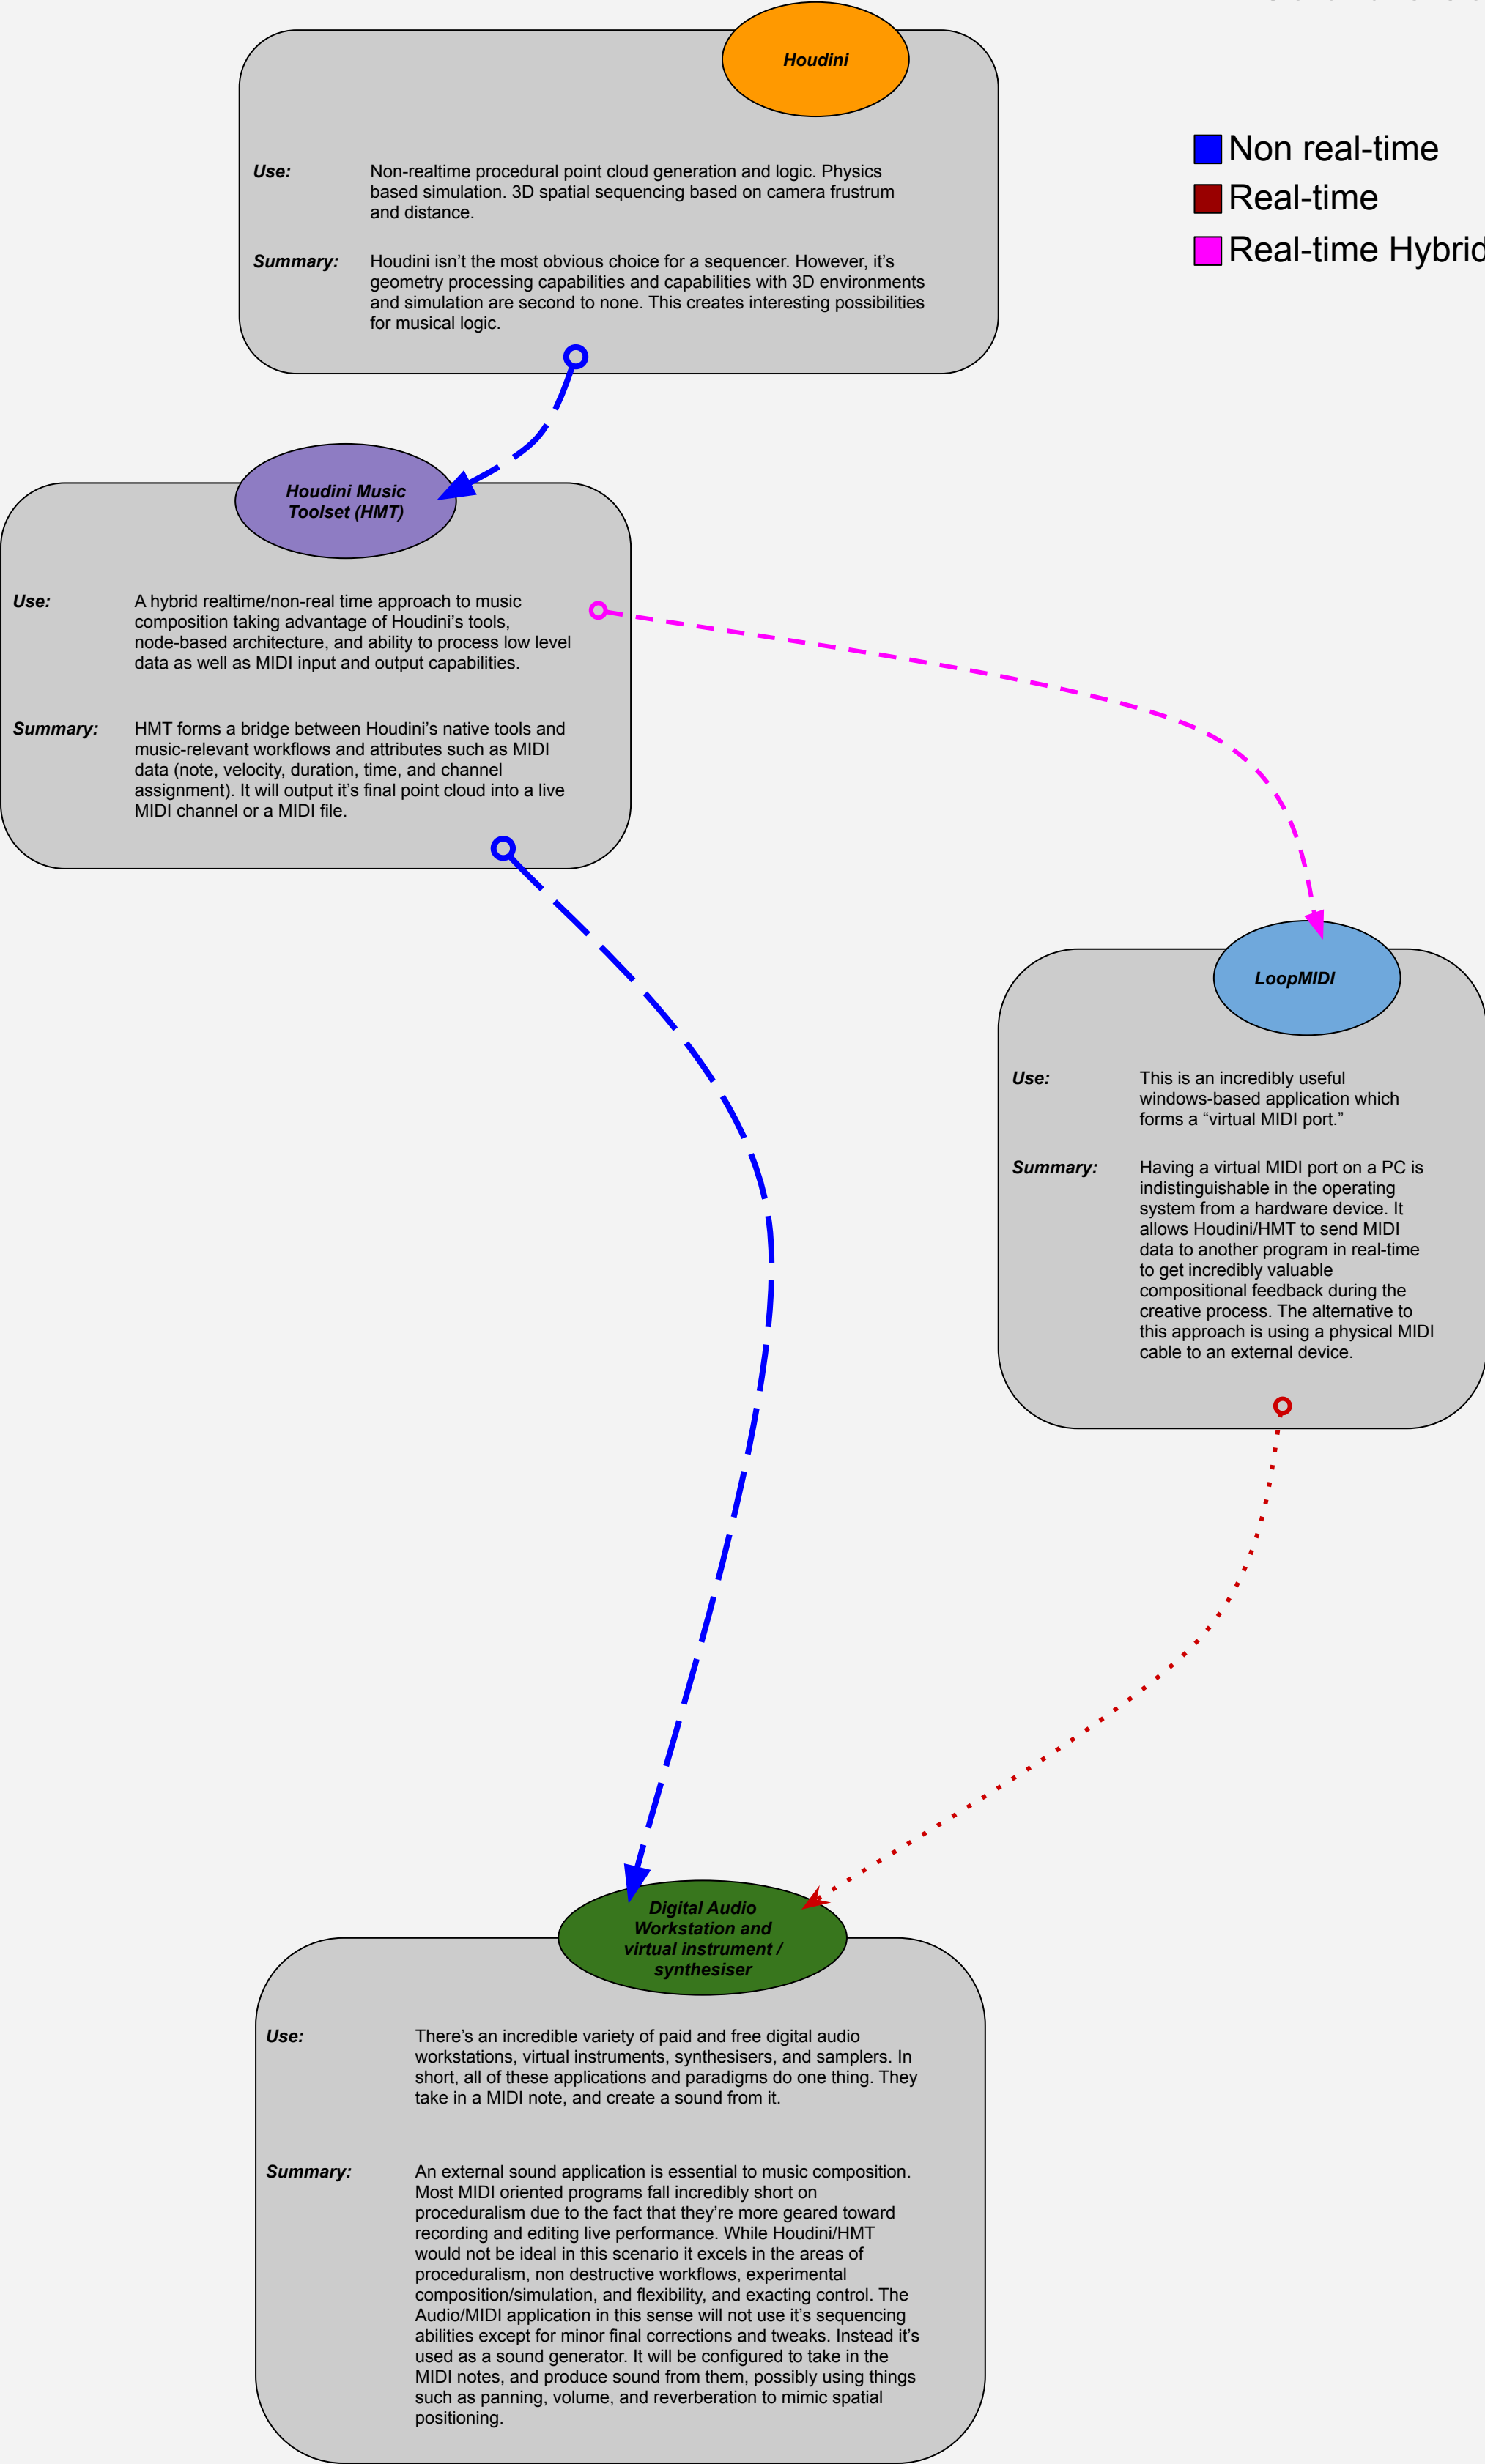 Houdini
Non real-time
Real-time
Real-time Hybrid
Use:
Non-realtime procedural point cloud generation and logic. Physics
based simulation. 3D spatial sequencing based on camera frustrum
and distance.
Summary:
Houdini isn't the most obvious choice for a sequencer. However, it's
geometry processing capabilities and capabilities with 3D environments
and simulation are second to none. This creates interesting possibilities
for musical logic.
Houdini Music
Toolset (HMT)
Use:
A hybrid realtime/non-real time approach to music
composition taking advantage of Houdini's tools,
node-based architecture, and ability to process low level
data as well as MIDI input and output capabilities.
Summary:
HMT forms a bridge between Houdini's native tools and
music-relevant workflows and attributes such as MIDI
data (note, velocity, duration, time, and channel
assignment). It will output it's final point cloud into a live
MIDI channel or a MIDI file.
LoopMIDI
Use:
This is an incredibly useful
windows-based application which
forms a “virtual MIDI port.”
Summary:
Having a virtual MIDI port on a PC is
indistinguishable in the operating
system from a hardware device. It
allows Houdini/HMT to send MIDI
data to another program in real-time
to get incredibly valuable
compositional feedback during the
creative process. The alternative to
this approach is using a physical MIDI
cable to an external device.
Digital Audio
Workstation and
virtual instrument /
synthesiser
Use:
There's an incredible variety of paid and free digital audio
workstations, virtual instruments, synthesisers, and samplers. In
short, all of these applications and paradigms do one thing. They
take in a MIDI note, and create a sound from it.
Summary:
An external sound application is essential to music composition.
Most MIDI oriented programs fall incredibly short on
proceduralism due to the fact that they're more geared toward
recording and editing live performance. While Houdini/HMT
would not be ideal in this scenario it excels in the areas of
proceduralism, non destructive workflows, experimental
composition/simulation, and flexibility, and exacting control. The
Audio/MIDI application in this sense will not use it's sequencing
abilities except for minor final corrections and tweaks. Instead it's
used as a sound generator. It will be configured to take in the
MIDI notes, and produce sound from them, possibly using things
such as panning, volume, and reverberation to mimic spatial
positioning.